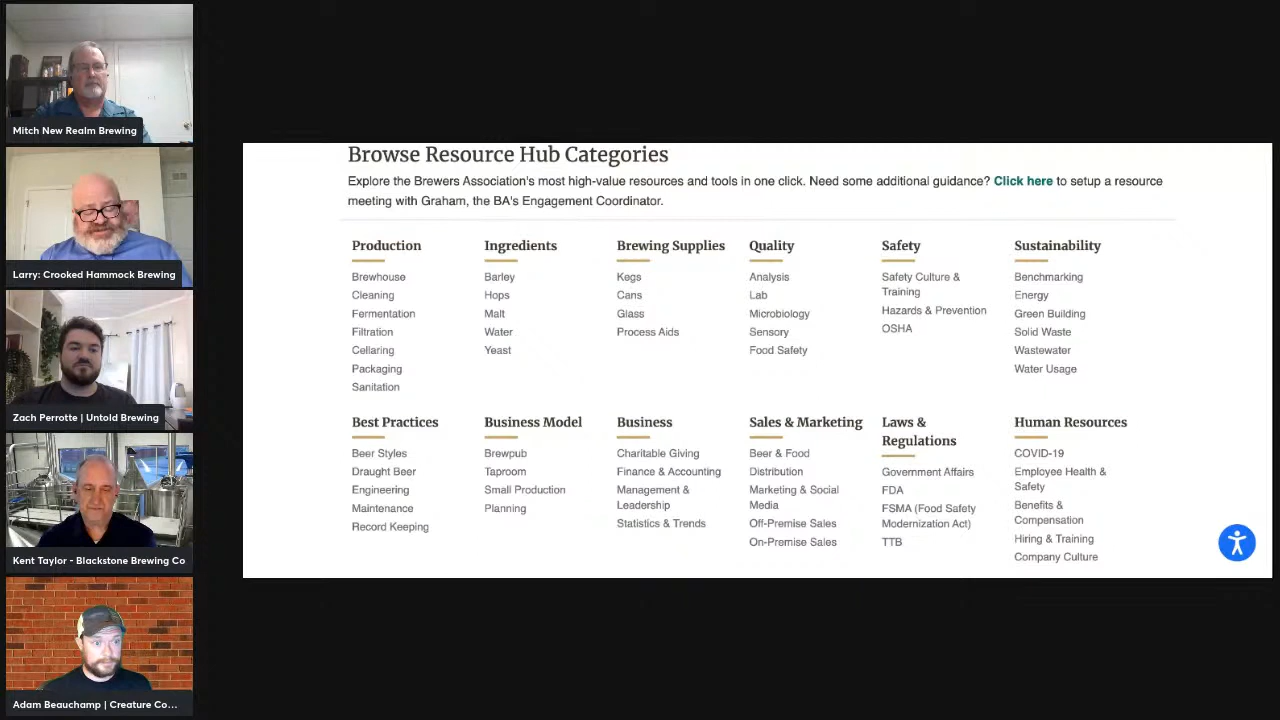 Mitch New Realm Brewing
Larry: Crooked Hammock Brewing
Zach Perrotte | Untold Brewing
Kent Taylor - Blackstone Brewing Co
Adam Beauchamp | Creature Co...
Browse Resource Hub Categories
Explore the Brewers Association's most high-value resources and tools in one click. Need some additional guidance? Click here to setup a resource
meeting with Graham, the BA's Engagement Coordinator.
Production
Brewhouse
Cleaning
Fermentation
Filtration
Cellaring
Packaging
Sanitation
Ingredients
Barley
Hops
Malt
Water
Yeast
Brewing Supplies
Kegs
Cans
Glass
Process Aids
Quality
Analysis
Lab
Microbiology
Sensory
Food Safety
Safety
Safety Culture &
Training
Hazards & Prevention
OSHA
Sustainability
Benchmarking
Energy
Green Building
Solid Waste
Wastewater
Water Usage
Best Practices
Beer Styles
Draught Beer
Engineering
Maintenance
Record Keeping
Business Model
Brewpub
Taproom
Small Production
Planning
Business
Charitable Giving
Finance & Accounting
Management &
Leadership
Statistics & Trends
Sales & Marketing
Beer & Food
Distribution
Marketing & Social
Media
Off-Premise Sales
On-Premise Sales
Laws &
Regulations
Government Affairs
FDA
FSMA (Food Safety
Modernization Act)
TTB
Human Resources
COVID-19
Employee Health &
Safety
Benefits &
Compensation
Hiring & Training
Company Culture